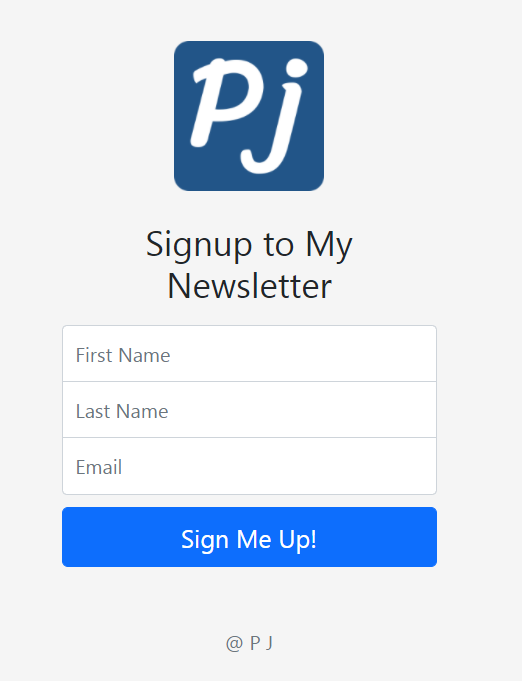 Pj
Signup to My
Newsletter
First Name
Last Name
Email
Sign Me Up!
@ P J